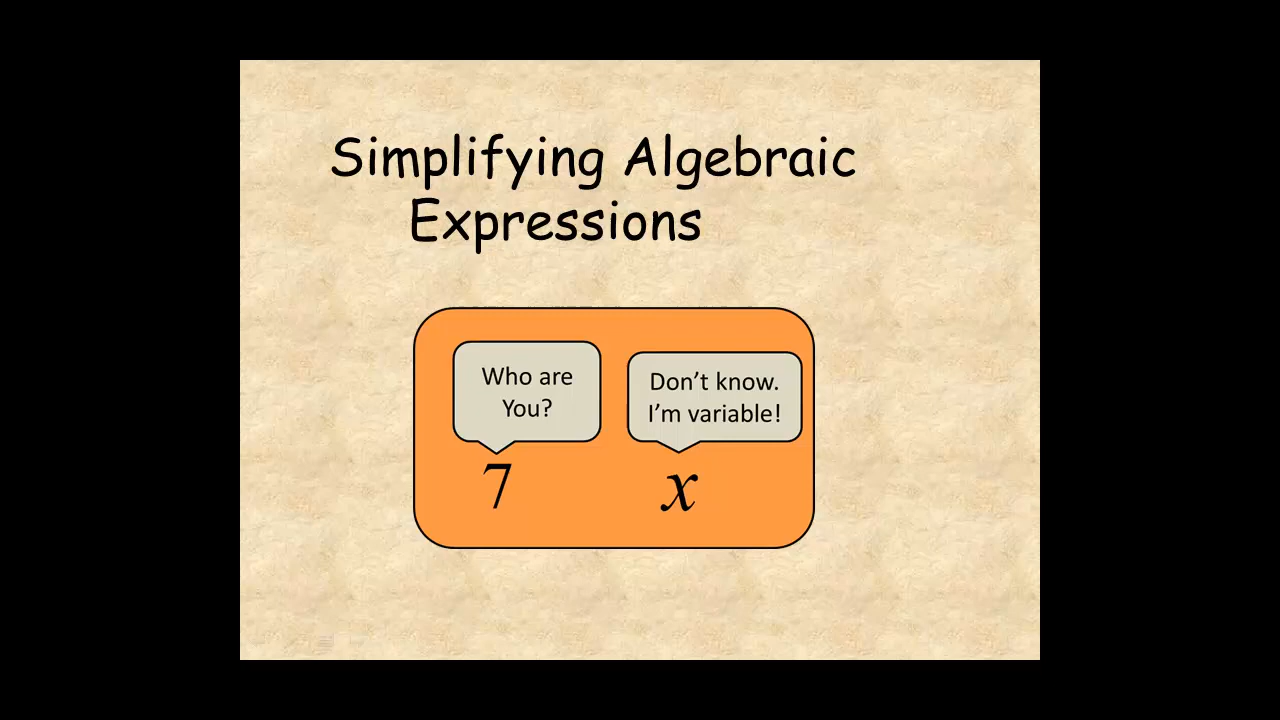 Simplifying Algebraic
Expressions
Who are
You?
Don’t know.
I’m variable!
7
x